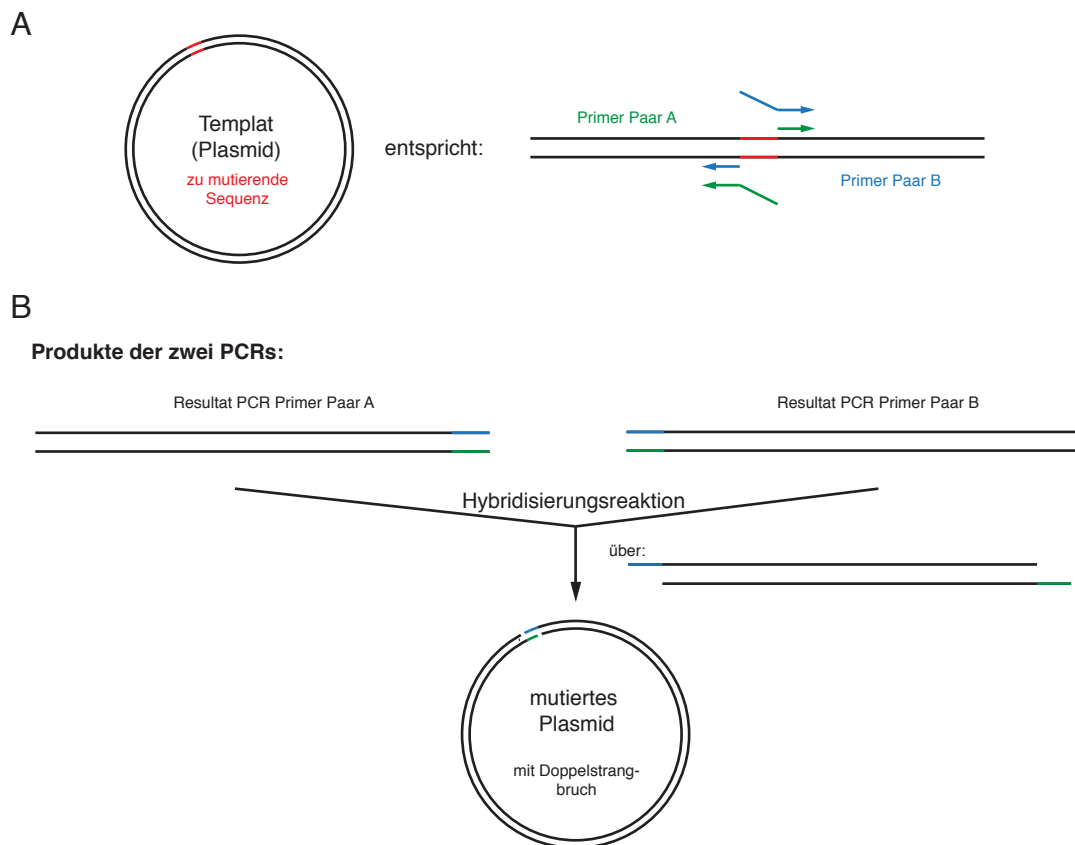 A
Templat
(Plasmid)
zu mutierende
Sequenz
entspricht:
Primer Paar A
Primer Paar B
B
Produkte der zwei PCRs:
Resultat PCR Primer Paar A
Resultat PCR Primer Paar B
Hybridisierungsreaktion
über:
mutiertes
Plasmid
mit Doppelstrang-
bruch